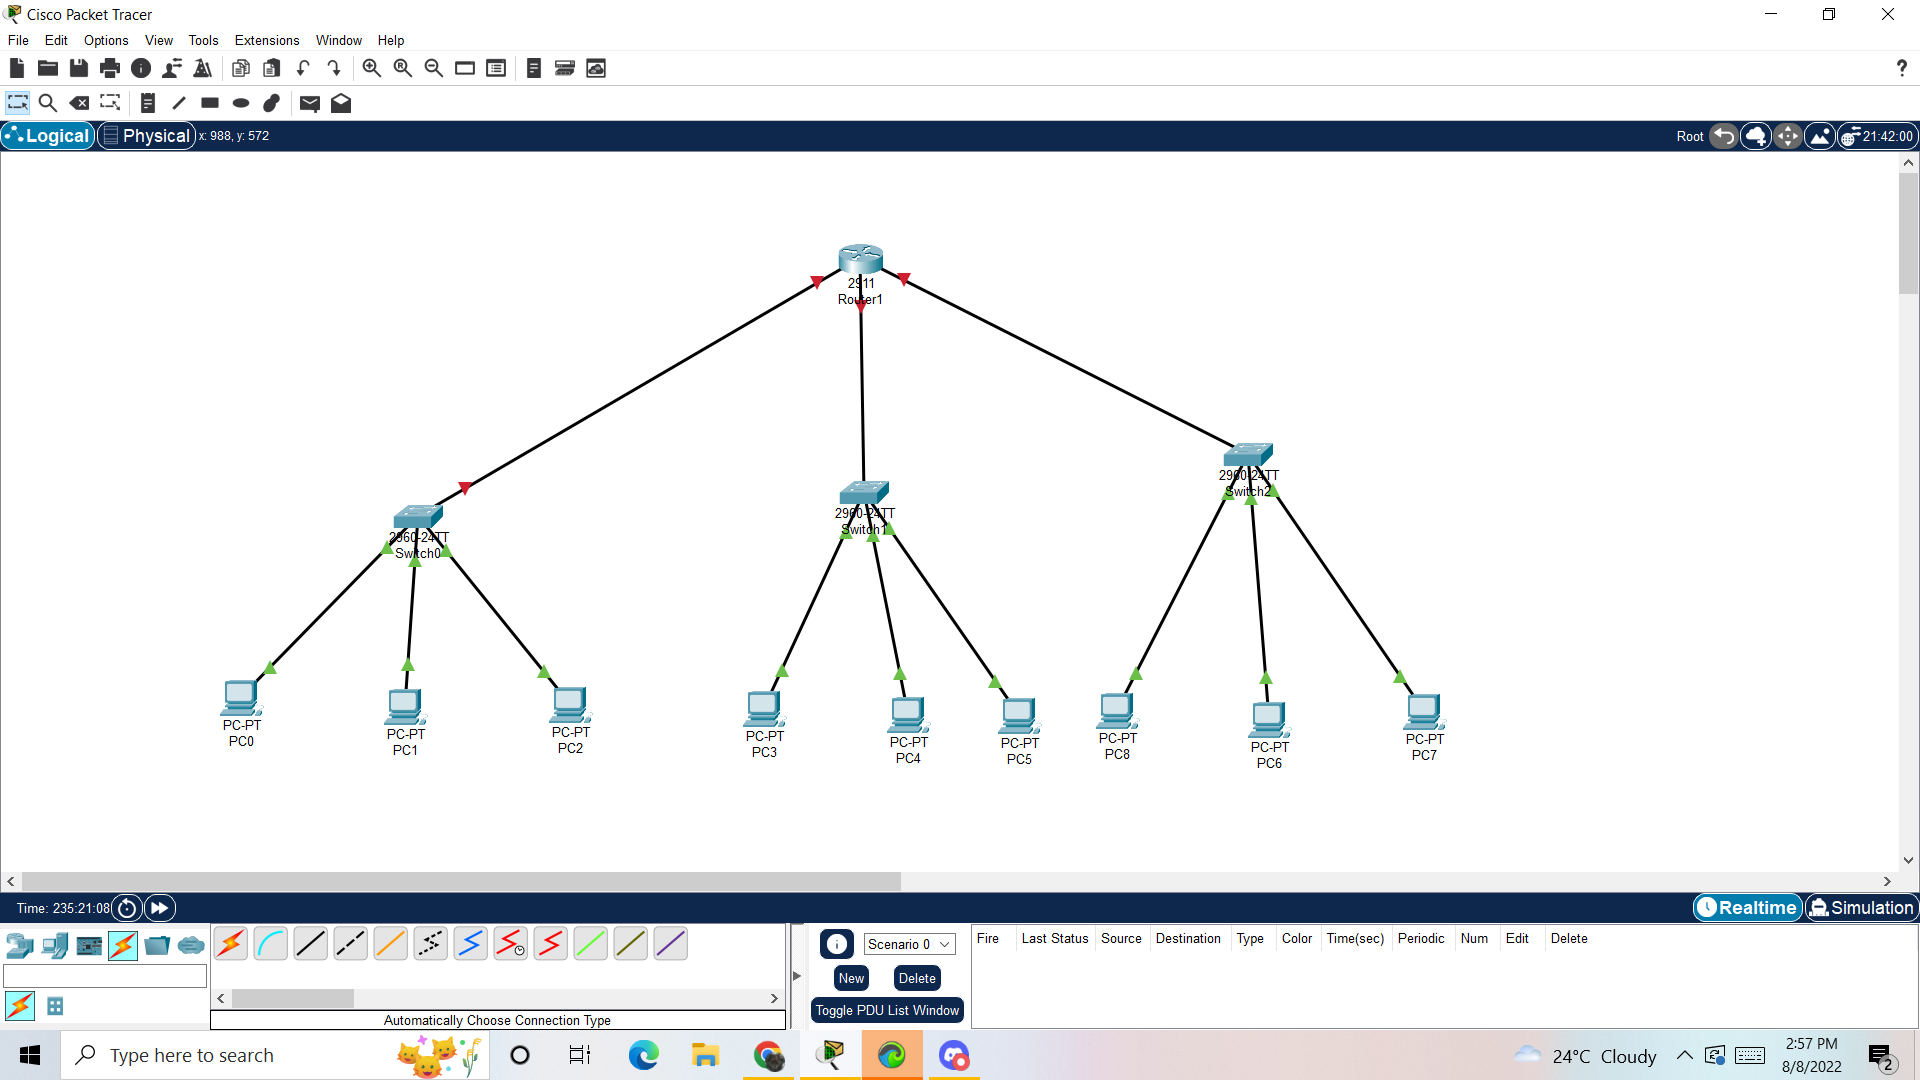 Cisco Packet Tracer
File Edit Options View Tools Extensions Window Help
?
Logical Physical x: 988, y: 572 Root 21:42:00
2911
Router1
2960-24TT
Switch2
2960-24TT
Switch1
2960-24TT
Switch0
PC-PT
PC0
PC-PT
PC1
PC-PT
PC2
PC-PT
PC3
PC-PT
PC4
PC-PT
PC5
PC-PT
PC8
PC-PT
PC6
PC-PT
PC7
Time: 235:21:08 Realtime Simulation
Scenario 0
New Delete
Toggle PDU List Window
Fire Last Status Source Destination Type Color Time(sec) Periodic Num Edit Delete
Automatically Choose Connection Type
Type here to search
24°C Cloudy
2:57 PM
8/8/2022
2